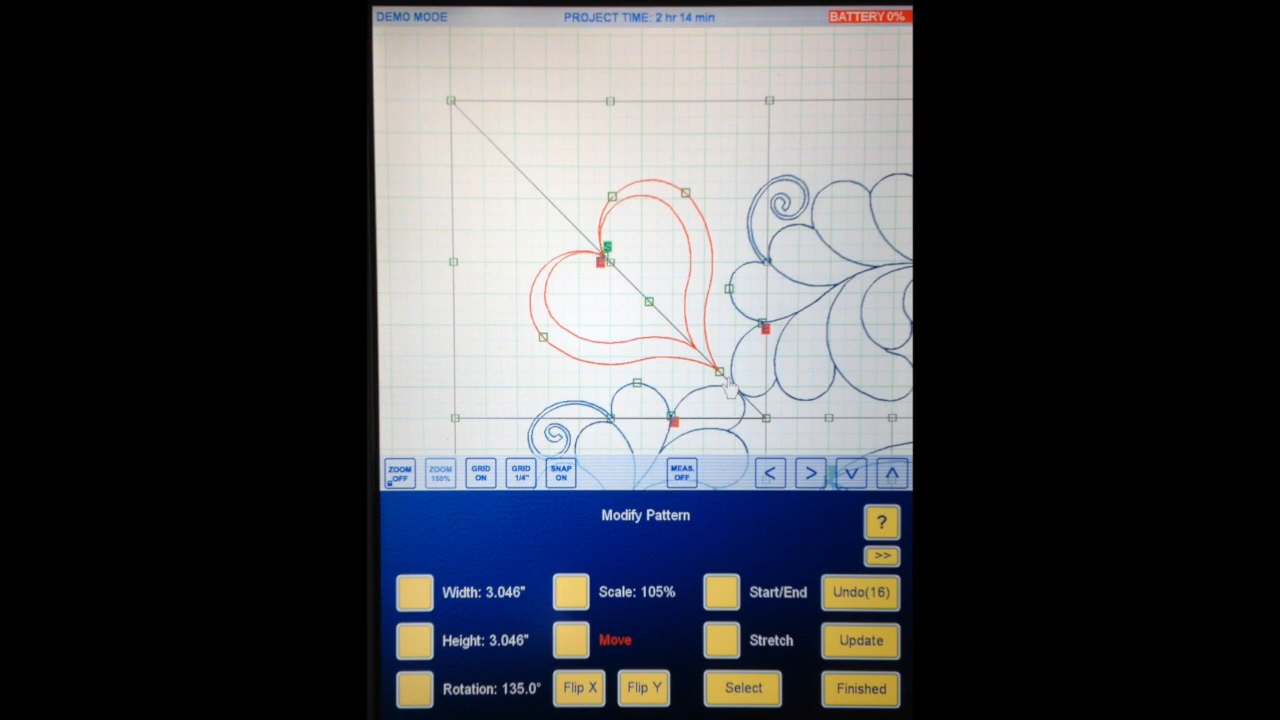 DEMO MODE PROJECT TIME: 2 hr 14 min BATTERY 0%
S
ZOOM OFF
ZOOM 150%
GRID ON
GRID 1/4"
SNAP ON
MEAS. OFF
< > V Λ
Modify Pattern
?
>>
Width: 3.046" Scale: 105% Start/End Undo(16)
Height: 3.046" Move Stretch Update
Rotation: 135.0° Flip X Flip Y Select Finished